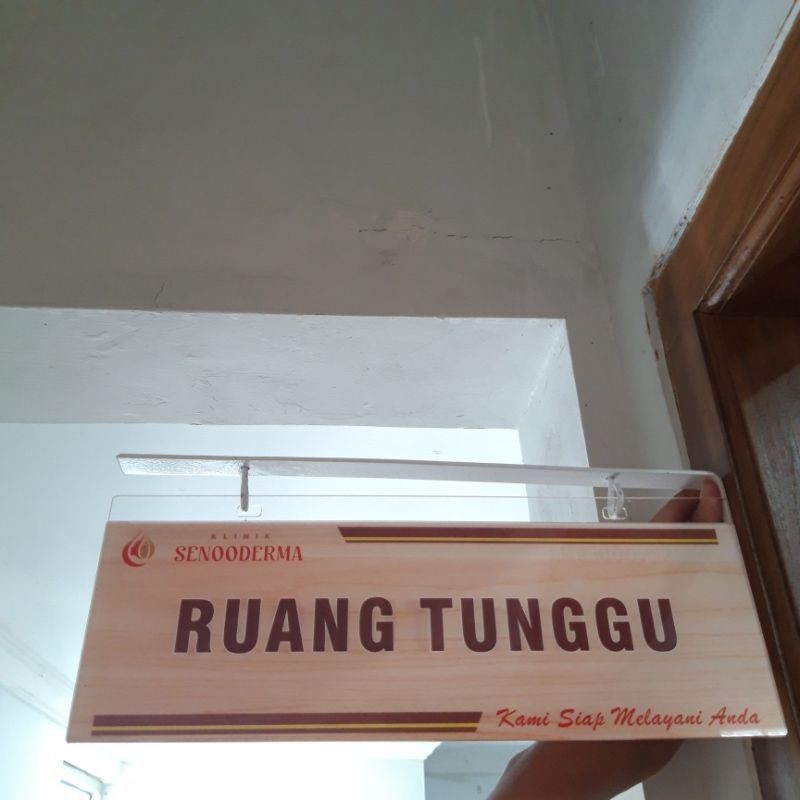 KLINIK
SENOODERMA
RUANG TUNGGU
Kami Siap Melayani Anda